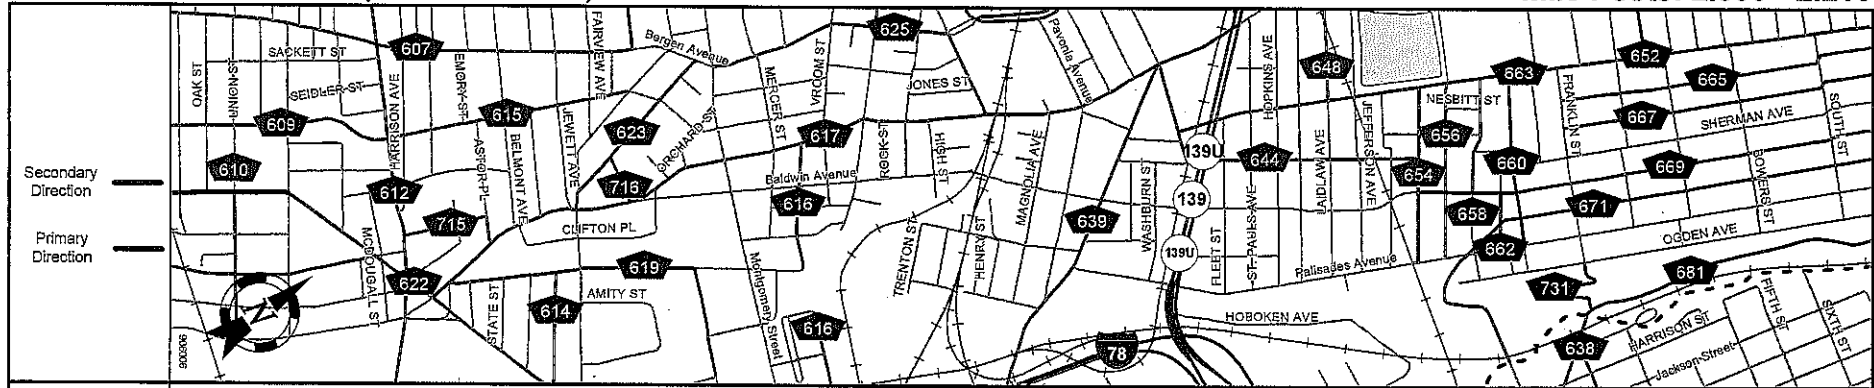 Secondary
Direction
Primary
Direction
SACKETT ST
607
FAIRVIEW AVE
Bergen Avenue
625
Pavonia Avenue
HOPKINS AVE
648
663
652
665
OAK ST
UNION ST
SEIDLER ST
HARRISON AVE
EMORY ST
615
MERCER ST
VROOM ST
JONES ST
NESBITT ST
FRANKLIN ST
609
JEWETT AVE
623
ORCHARD ST
617
656
667
SHERMAN AVE
SOUTH ST
610
612
ASTOR PL
BELMONT AVE
716
Baldwin Avenue
ROCK ST
HIGH ST
MAGNOLIA AVE
139U
644
LAIDLAW AVE
JEFFERSON AVE
654
660
669
BOWERS ST
715
CLIFTON PL
616
639
WASHBURN ST
139
ST PAULS AVE
658
671
MCDOUGALL ST
TRENTON ST
HENRY ST
139U
FLEET ST
Palisades Avenue
662
OGDEN AVE
622
619
STATE ST
614
AMITY ST
Montgomery Street
616
78
HOBOKEN AVE
731
681
638
HARRISON ST
Jackson Street
FIFTH ST
SIXTH ST
N
900906